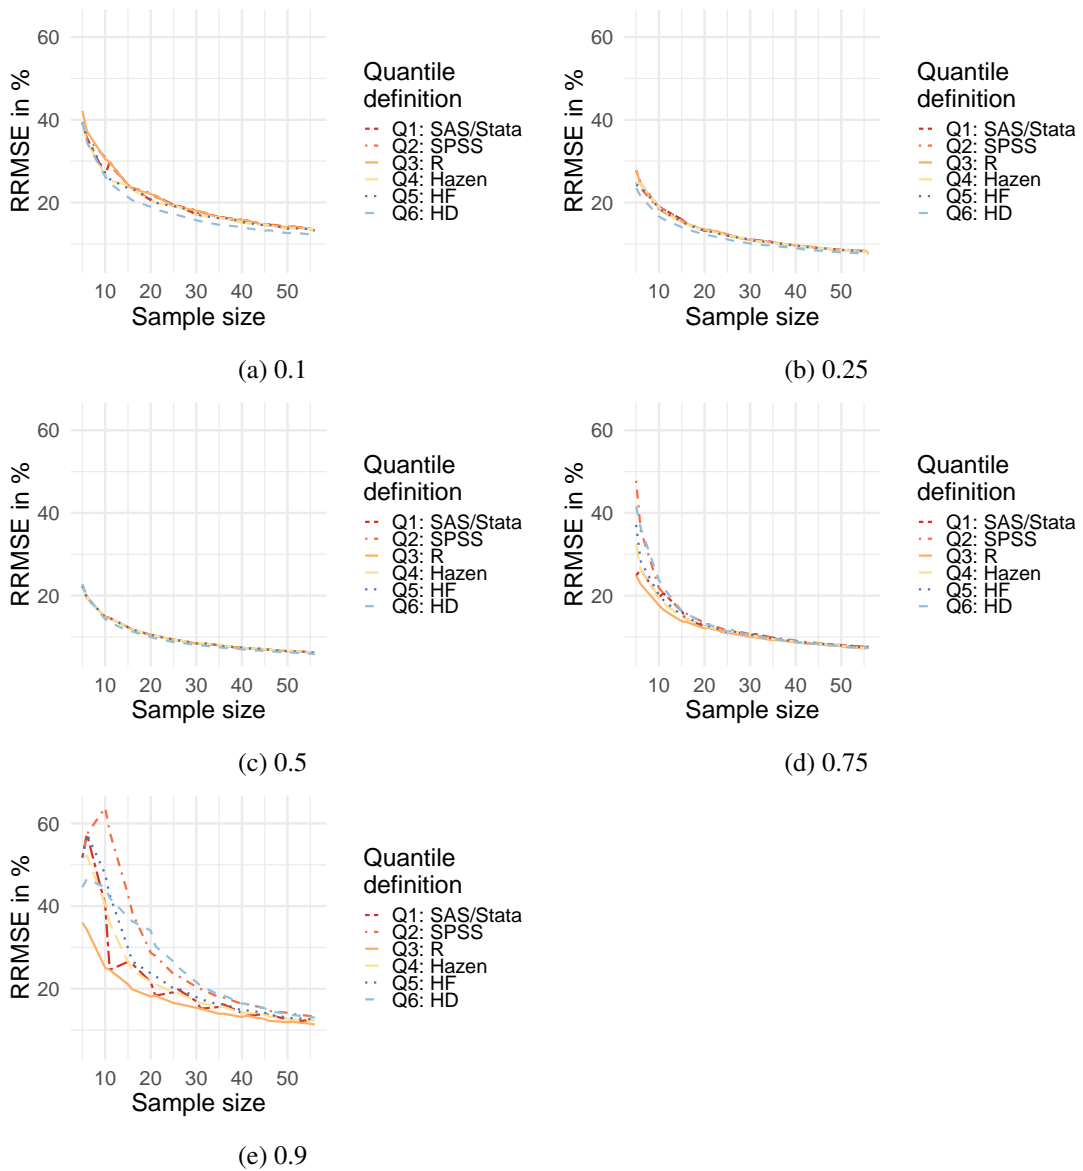 RRMSE in %
60
40
20
10 20 30 40 50
Sample size
Quantile
definition
Q1: SAS/Stata
Q2: SPSS
Q3: R
Q4: Hazen
Q5: HF
Q6: HD
(a) 0.1
RRMSE in %
60
40
20
10 20 30 40 50
Sample size
Quantile
definition
Q1: SAS/Stata
Q2: SPSS
Q3: R
Q4: Hazen
Q5: HF
Q6: HD
(b) 0.25
RRMSE in %
60
40
20
10 20 30 40 50
Sample size
Quantile
definition
Q1: SAS/Stata
Q2: SPSS
Q3: R
Q4: Hazen
Q5: HF
Q6: HD
(c) 0.5
RRMSE in %
60
40
20
10 20 30 40 50
Sample size
Quantile
definition
Q1: SAS/Stata
Q2: SPSS
Q3: R
Q4: Hazen
Q5: HF
Q6: HD
(d) 0.75
RRMSE in %
60
40
20
10 20 30 40 50
Sample size
Quantile
definition
Q1: SAS/Stata
Q2: SPSS
Q3: R
Q4: Hazen
Q5: HF
Q6: HD
(e) 0.9